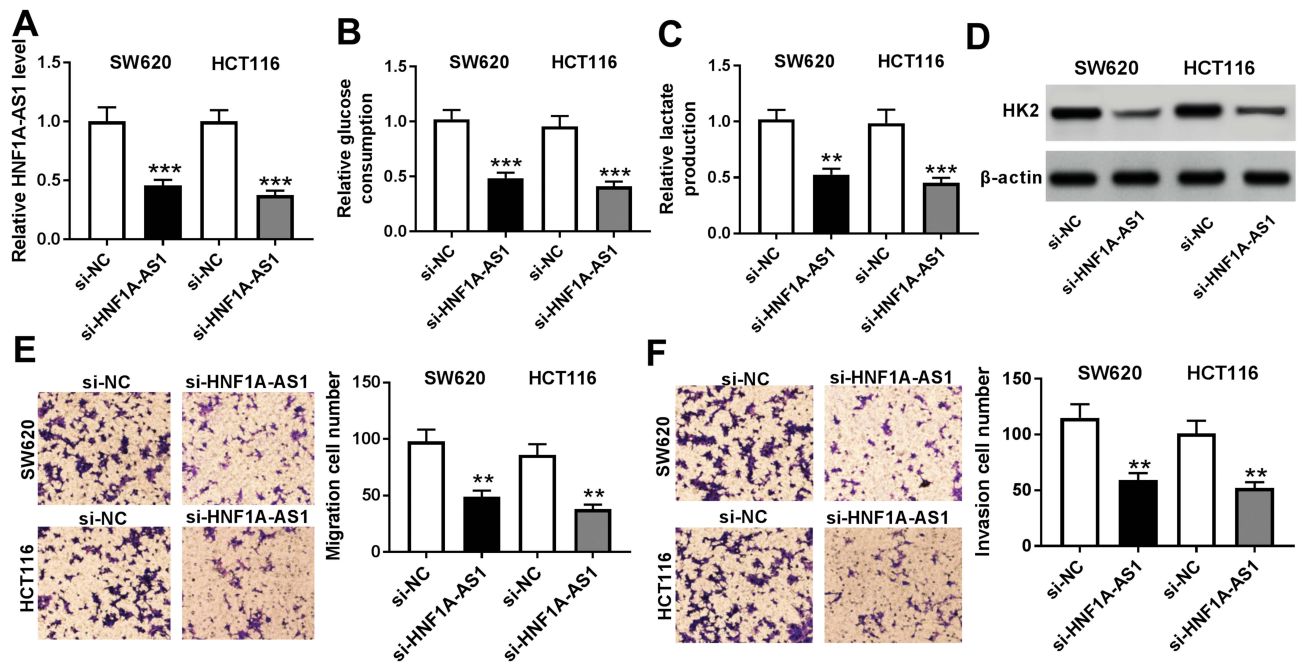 A
Relative HNF1A-AS1 level
1.5
1.0
0.5
0.0
SW620
HCT116
***
***
si-NC
si-HNF1A-AS1
si-NC
si-HNF1A-AS1
B
Relative glucose
consumption
1.5
1.0
0.5
0.0
SW620
HCT116
***
***
si-NC
si-HNF1A-AS1
si-NC
si-HNF1A-AS1
C
Relative lactate
production
1.5
1.0
0.5
0.0
SW620
HCT116
**
***
si-NC
si-HNF1A-AS1
si-NC
si-HNF1A-AS1
D
SW620
HCT116
HK2
β-actin
si-NC
si-HNF1A-AS1
si-NC
si-HNF1A-AS1
E
si-NC
si-HNF1A-AS1
SW620
si-NC
si-HNF1A-AS1
HCT116
Migration cell number
150
100
50
0
SW620
HCT116
**
**
si-NC
si-HNF1A-AS1
si-NC
si-HNF1A-AS1
F
si-NC
si-HNF1A-AS1
SW620
si-NC
si-HNF1A-AS1
HCT116
Invasion cell number
150
100
50
0
SW620
HCT116
**
**
si-NC
si-HNF1A-AS1
si-NC
si-HNF1A-AS1